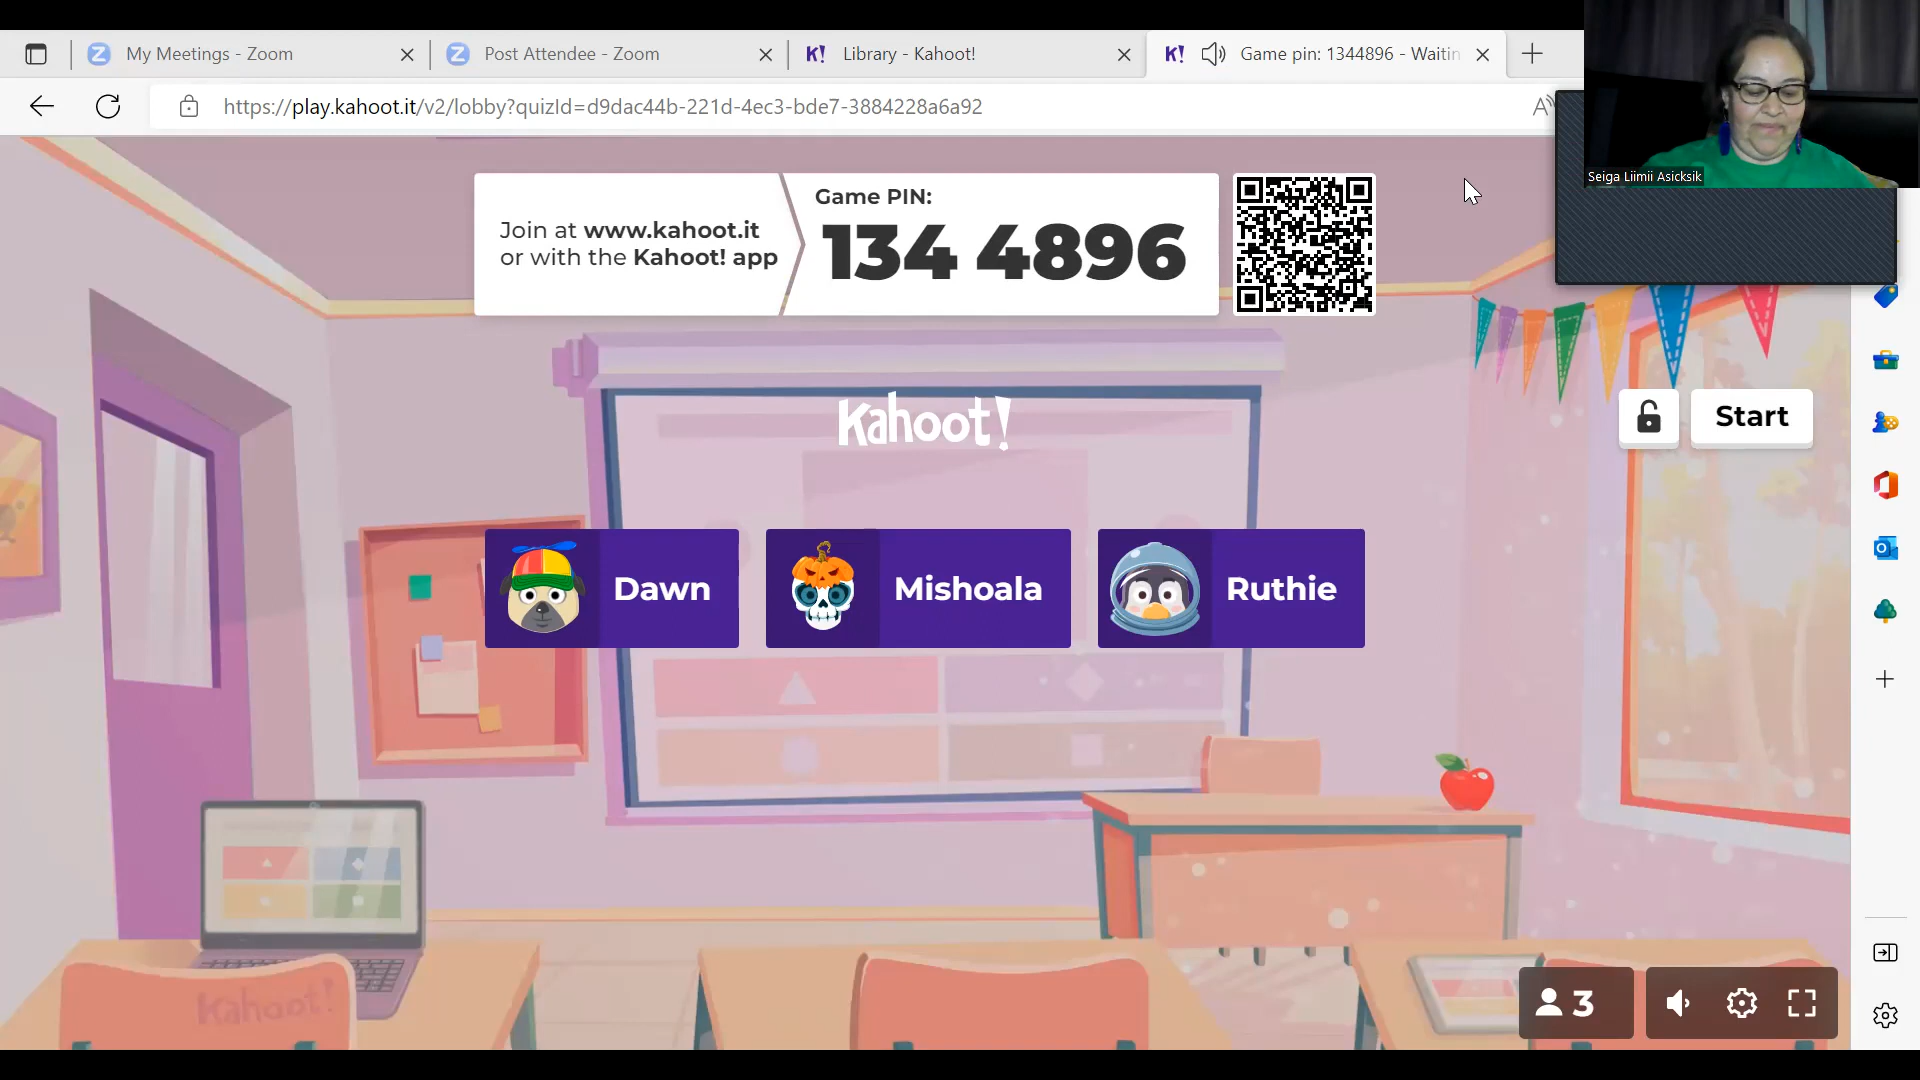 My Meetings - Zoom
Post Attendee - Zoom
Library - Kahoot!
Game pin: 1344896 - Waitin
https://play.kahoot.it/v2/lobby?quizId=d9dac44b-221d-4ec3-bde7-3884228a6a92
Seiga Liimii Asicksik
Join at www.kahoot.it
or with the Kahoot! app
Game PIN:
134 4896
Kahoot!
Start
Dawn
Mishoala
Ruthie
Kahoot!
3